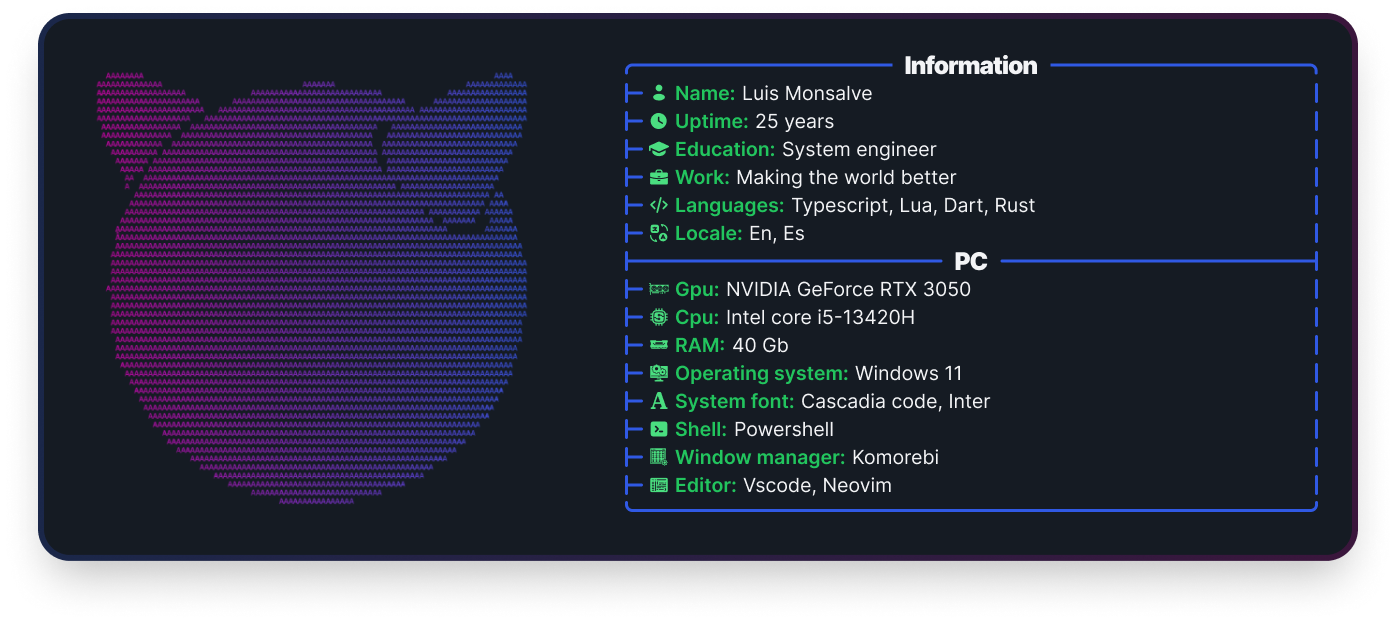 Information
Name: Luis Monsalve
Uptime: 25 years
Education: System engineer
Work: Making the world better
Languages: Typescript, Lua, Dart, Rust
Locale: En, Es
PC
Gpu: NVIDIA GeForce RTX 3050
Cpu: Intel core i5-13420H
RAM: 40 Gb
Operating system: Windows 11
System font: Cascadia code, Inter
Shell: Powershell
Window manager: Komorebi
Editor: Vscode, Neovim